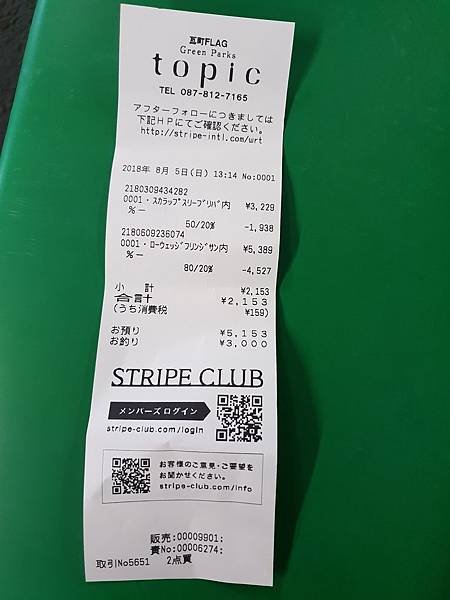 瓦町FLAG
Green Parks
topic
TEL 087-812-7165
アフターフォローにつきましては
下記HPにてご確認ください。
http://stripe-intl.com/urt
2018年 8月 5日(日) 13:14 No:0001
2180309434282
0001・スカラップスリーブリバ内 ¥3,229
%ー
50/20% -1,938
2180609236074
0001・ローウェッジフリンジサン内 ¥5,389
%ー
80/20% -4,527
小 計 ¥2,153
合計 ¥2,153
(うち消費税 ¥159)
お預り ¥5,153
お釣り ¥3,000
STRIPE CLUB
メンバーズログイン
stripe-club.com/login
お客様のご意見・ご要望を
お聞かせください。
stripe-club.com/info
販売:00009901:
責No:00006274:
取引No5651 2点買